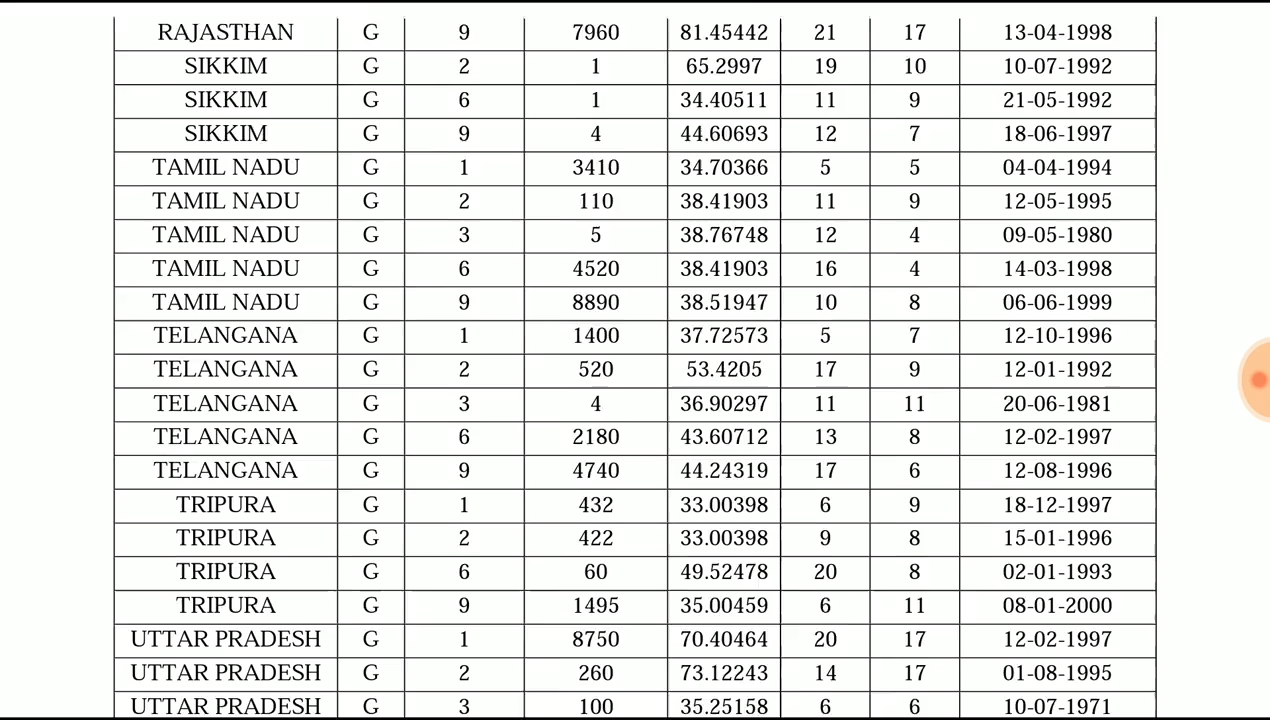 RAJASTHAN G 9 7960 81.45442 21 17 13-04-1998
SIKKIM G 2 1 65.2997 19 10 10-07-1992
SIKKIM G 6 1 34.40511 11 9 21-05-1992
SIKKIM G 9 4 44.60693 12 7 18-06-1997
TAMIL NADU G 1 3410 34.70366 5 5 04-04-1994
TAMIL NADU G 2 110 38.41903 11 9 12-05-1995
TAMIL NADU G 3 5 38.76748 12 4 09-05-1980
TAMIL NADU G 6 4520 38.41903 16 4 14-03-1998
TAMIL NADU G 9 8890 38.51947 10 8 06-06-1999
TELANGANA G 1 1400 37.72573 5 7 12-10-1996
TELANGANA G 2 520 53.4205 17 9 12-01-1992
TELANGANA G 3 4 36.90297 11 11 20-06-1981
TELANGANA G 6 2180 43.60712 13 8 12-02-1997
TELANGANA G 9 4740 44.24319 17 6 12-08-1996
TRIPURA G 1 432 33.00398 6 9 18-12-1997
TRIPURA G 2 422 33.00398 9 8 15-01-1996
TRIPURA G 6 60 49.52478 20 8 02-01-1993
TRIPURA G 9 1495 35.00459 6 11 08-01-2000
UTTAR PRADESH G 1 8750 70.40464 20 17 12-02-1997
UTTAR PRADESH G 2 260 73.12243 14 17 01-08-1995
UTTAR PRADESH G 3 100 35.25158 6 6 10-07-1971